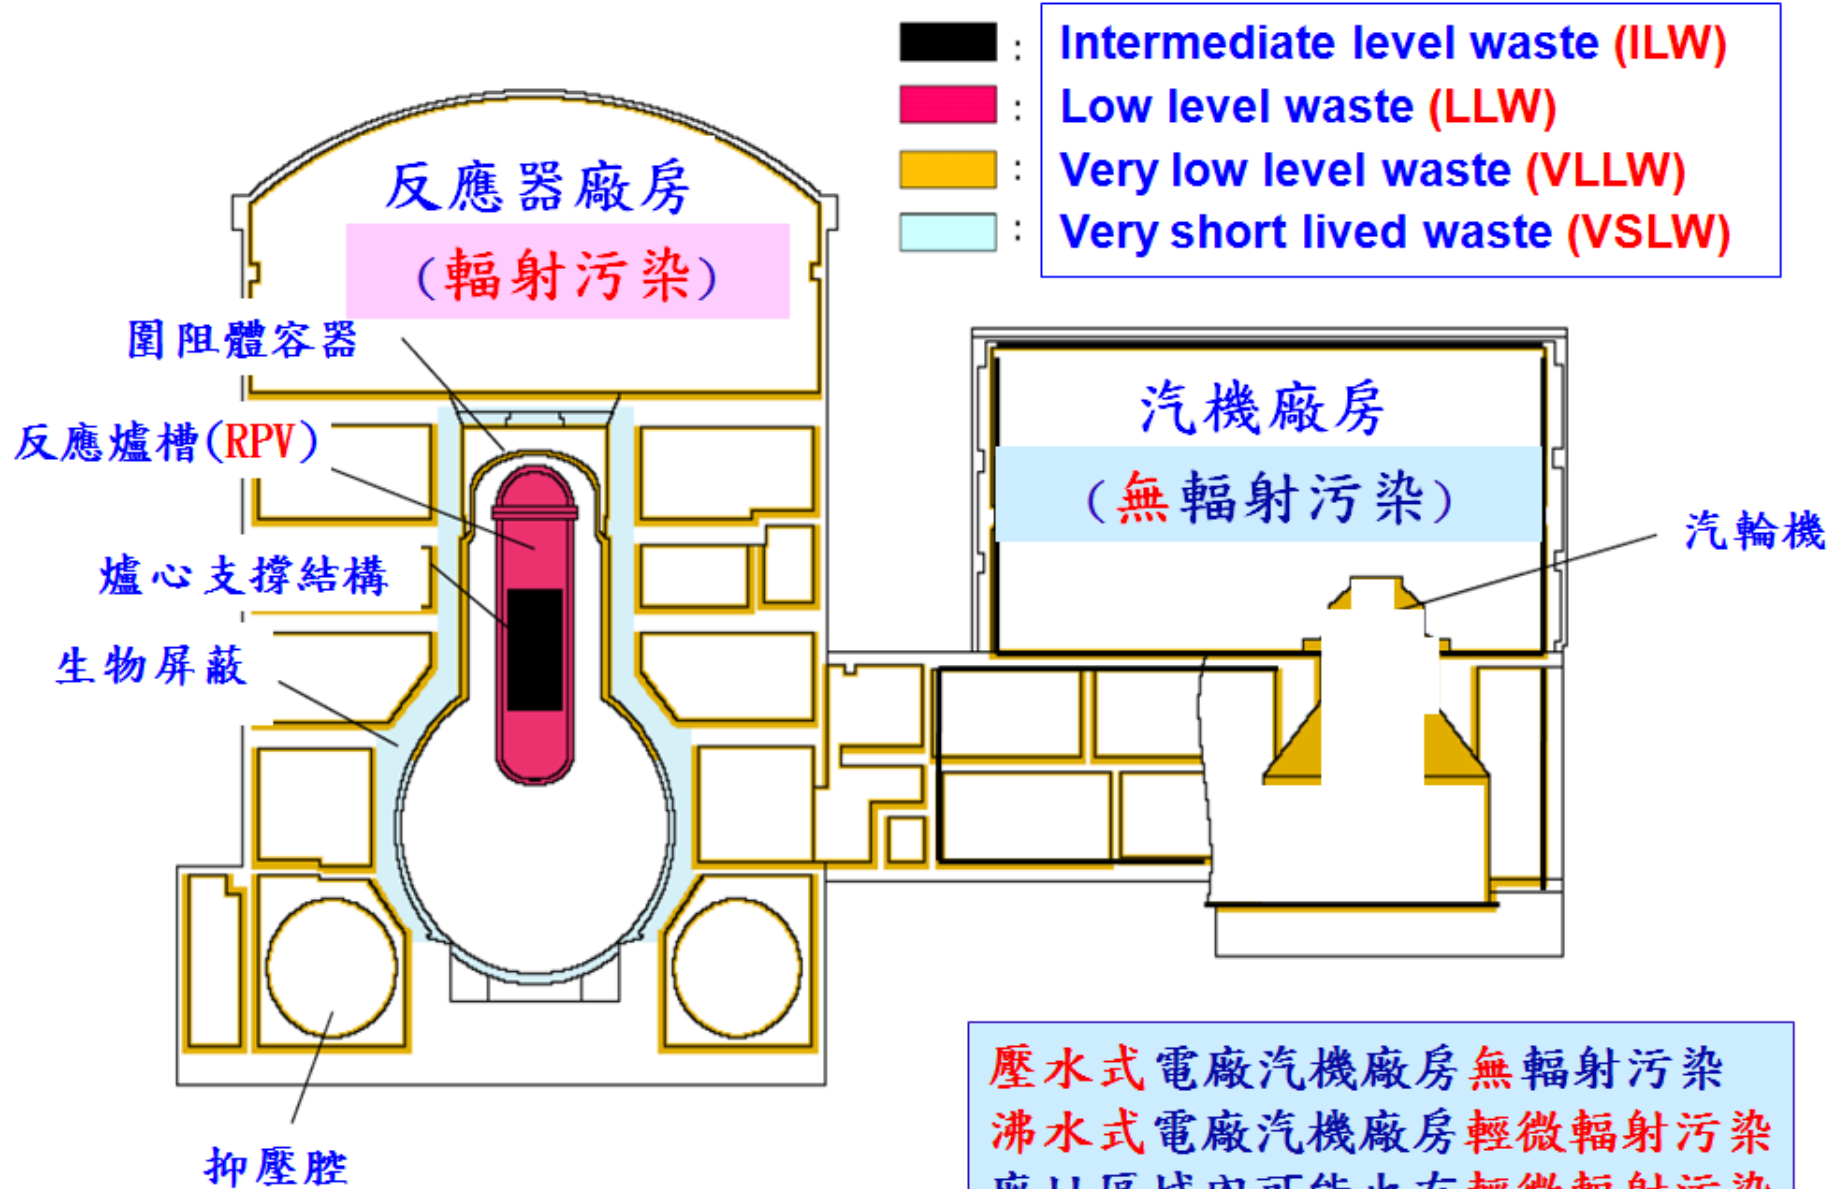 : Intermediate level waste (ILW)
: Low level waste (LLW)
: Very low level waste (VLLW)
: Very short lived waste (VSLW)
反應器廠房
(輻射污染)
圍阻體容器
反應爐槽(RPV)
爐心支撐結構
生物屏蔽
抑壓腔
汽機廠房
(無輻射污染)
汽輪機
壓水式電廠汽機廠房無輻射污染
沸水式電廠汽機廠房輕微輻射污染